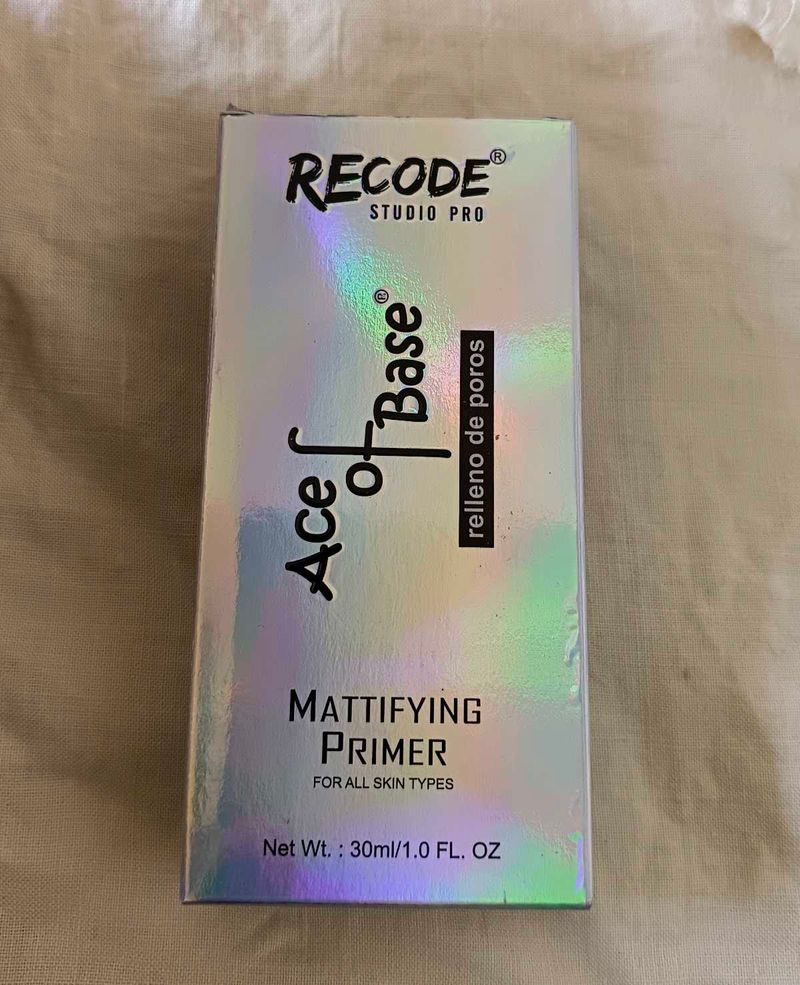 RECODE®
STUDIO PRO
Ace of Base®
relleno de poros
MATTIFYING
PRIMER
FOR ALL SKIN TYPES
Net Wt. : 30ml/1.0 FL. OZ